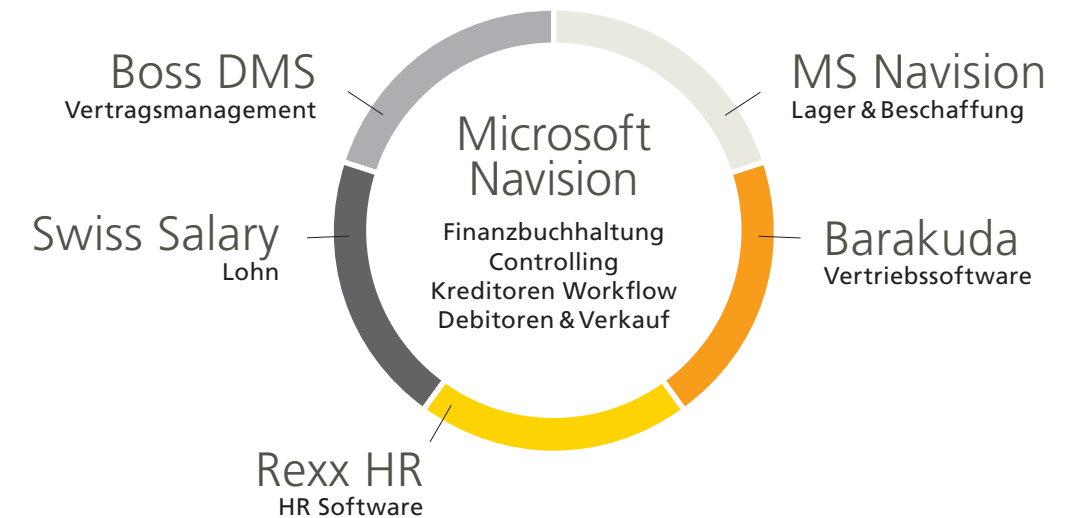 Boss DMS
Vertragsmanagement
MS Navision
Lager & Beschaffung
Microsoft
Navision
Finanzbuchhaltung
Controlling
Kreditoren Workflow
Debitoren & Verkauf
Swiss Salary
Lohn
Barakuda
Vertriebssoftware
Rexx HR
HR Software